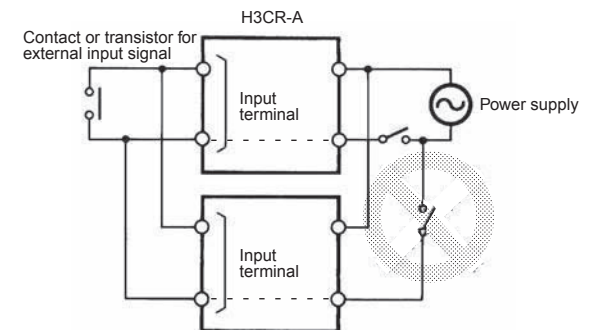 H3CR-A
Contact or transistor for
external input signal
Input
terminal
Power supply
Input
terminal